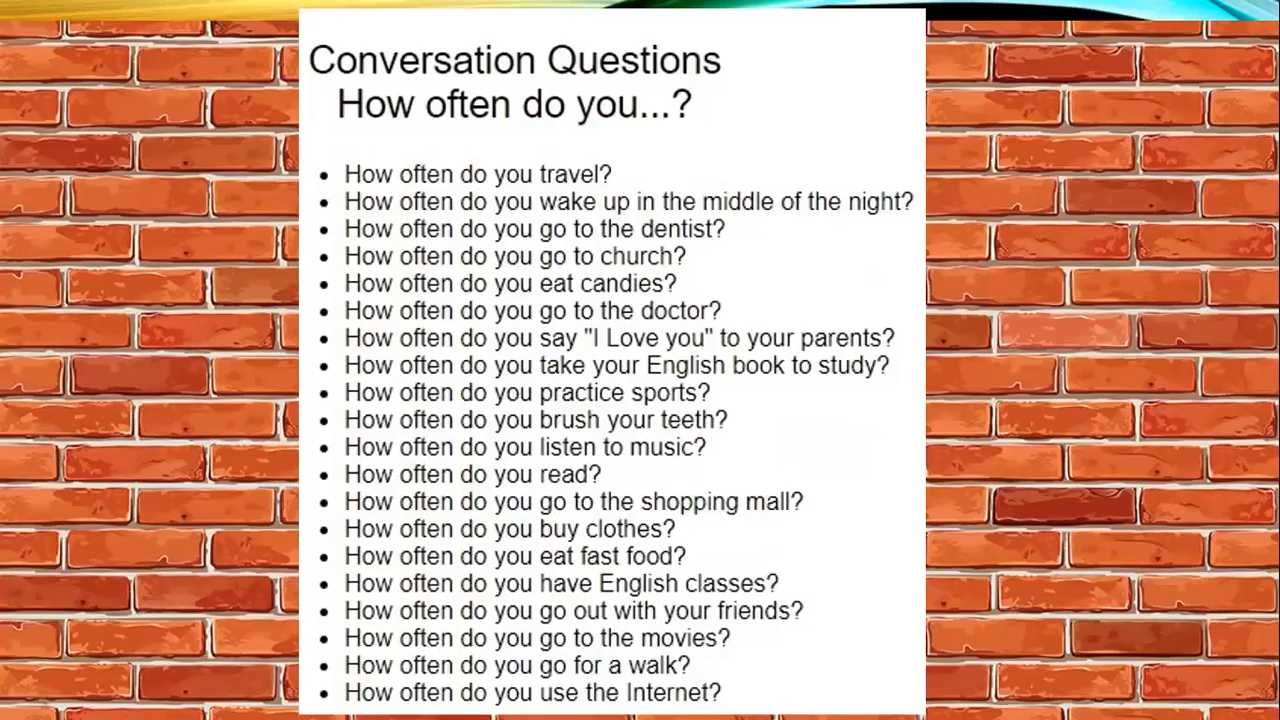 Conversation Questions
How often do you...?
• How often do you travel?
• How often do you wake up in the middle of the night?
• How often do you go to the dentist?
• How often do you go to church?
• How often do you eat candies?
• How often do you go to the doctor?
• How often do you say "I Love you" to your parents?
• How often do you take your English book to study?
• How often do you practice sports?
• How often do you brush your teeth?
• How often do you listen to music?
• How often do you read?
• How often do you go to the shopping mall?
• How often do you buy clothes?
• How often do you eat fast food?
• How often do you have English classes?
• How often do you go out with your friends?
• How often do you go to the movies?
• How often do you go for a walk?
• How often do you use the Internet?